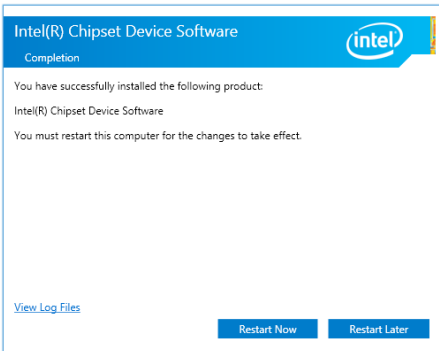 Intel(R) Chipset Device Software
Completion
intel
You have successfully installed the following product:
Intel(R) Chipset Device Software
You must restart this computer for the changes to take effect.
View Log Files
Restart Now
Restart Later